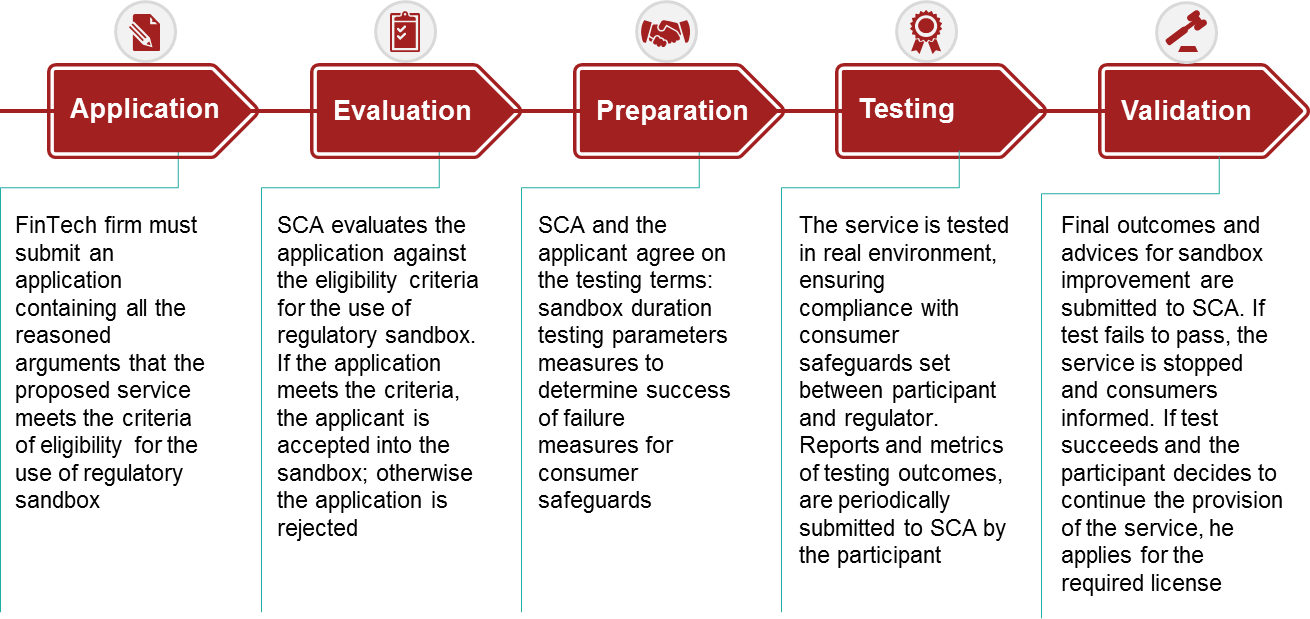 Application
FinTech firm must
submit an
application
containing all the
reasoned
arguments that the
proposed service
meets the criteria
of eligibility for the
use of regulatory
sandbox
Evaluation
SCA evaluates the
application against
the eligibility criteria
for the use of
regulatory sandbox.
If the application
meets the criteria,
the applicant is
accepted into the
sandbox; otherwise
the application is
rejected
Preparation
SCA and the
applicant agree on
the testing terms:
sandbox duration
testing parameters
measures to
determine success
of failure
measures for
consumer
safeguards
Testing
The service is tested
in real environment,
ensuring
compliance with
consumer
safeguards set
between participant
and regulator.
Reports and metrics
of testing outcomes,
are periodically
submitted to SCA by
the participant
Validation
Final outcomes and
advices for sandbox
improvement are
submitted to SCA. If
test fails to pass, the
service is stopped
and consumers
informed. If test
succeeds and the
participant decides to
continue the provision
of the service, he
applies for the
required license